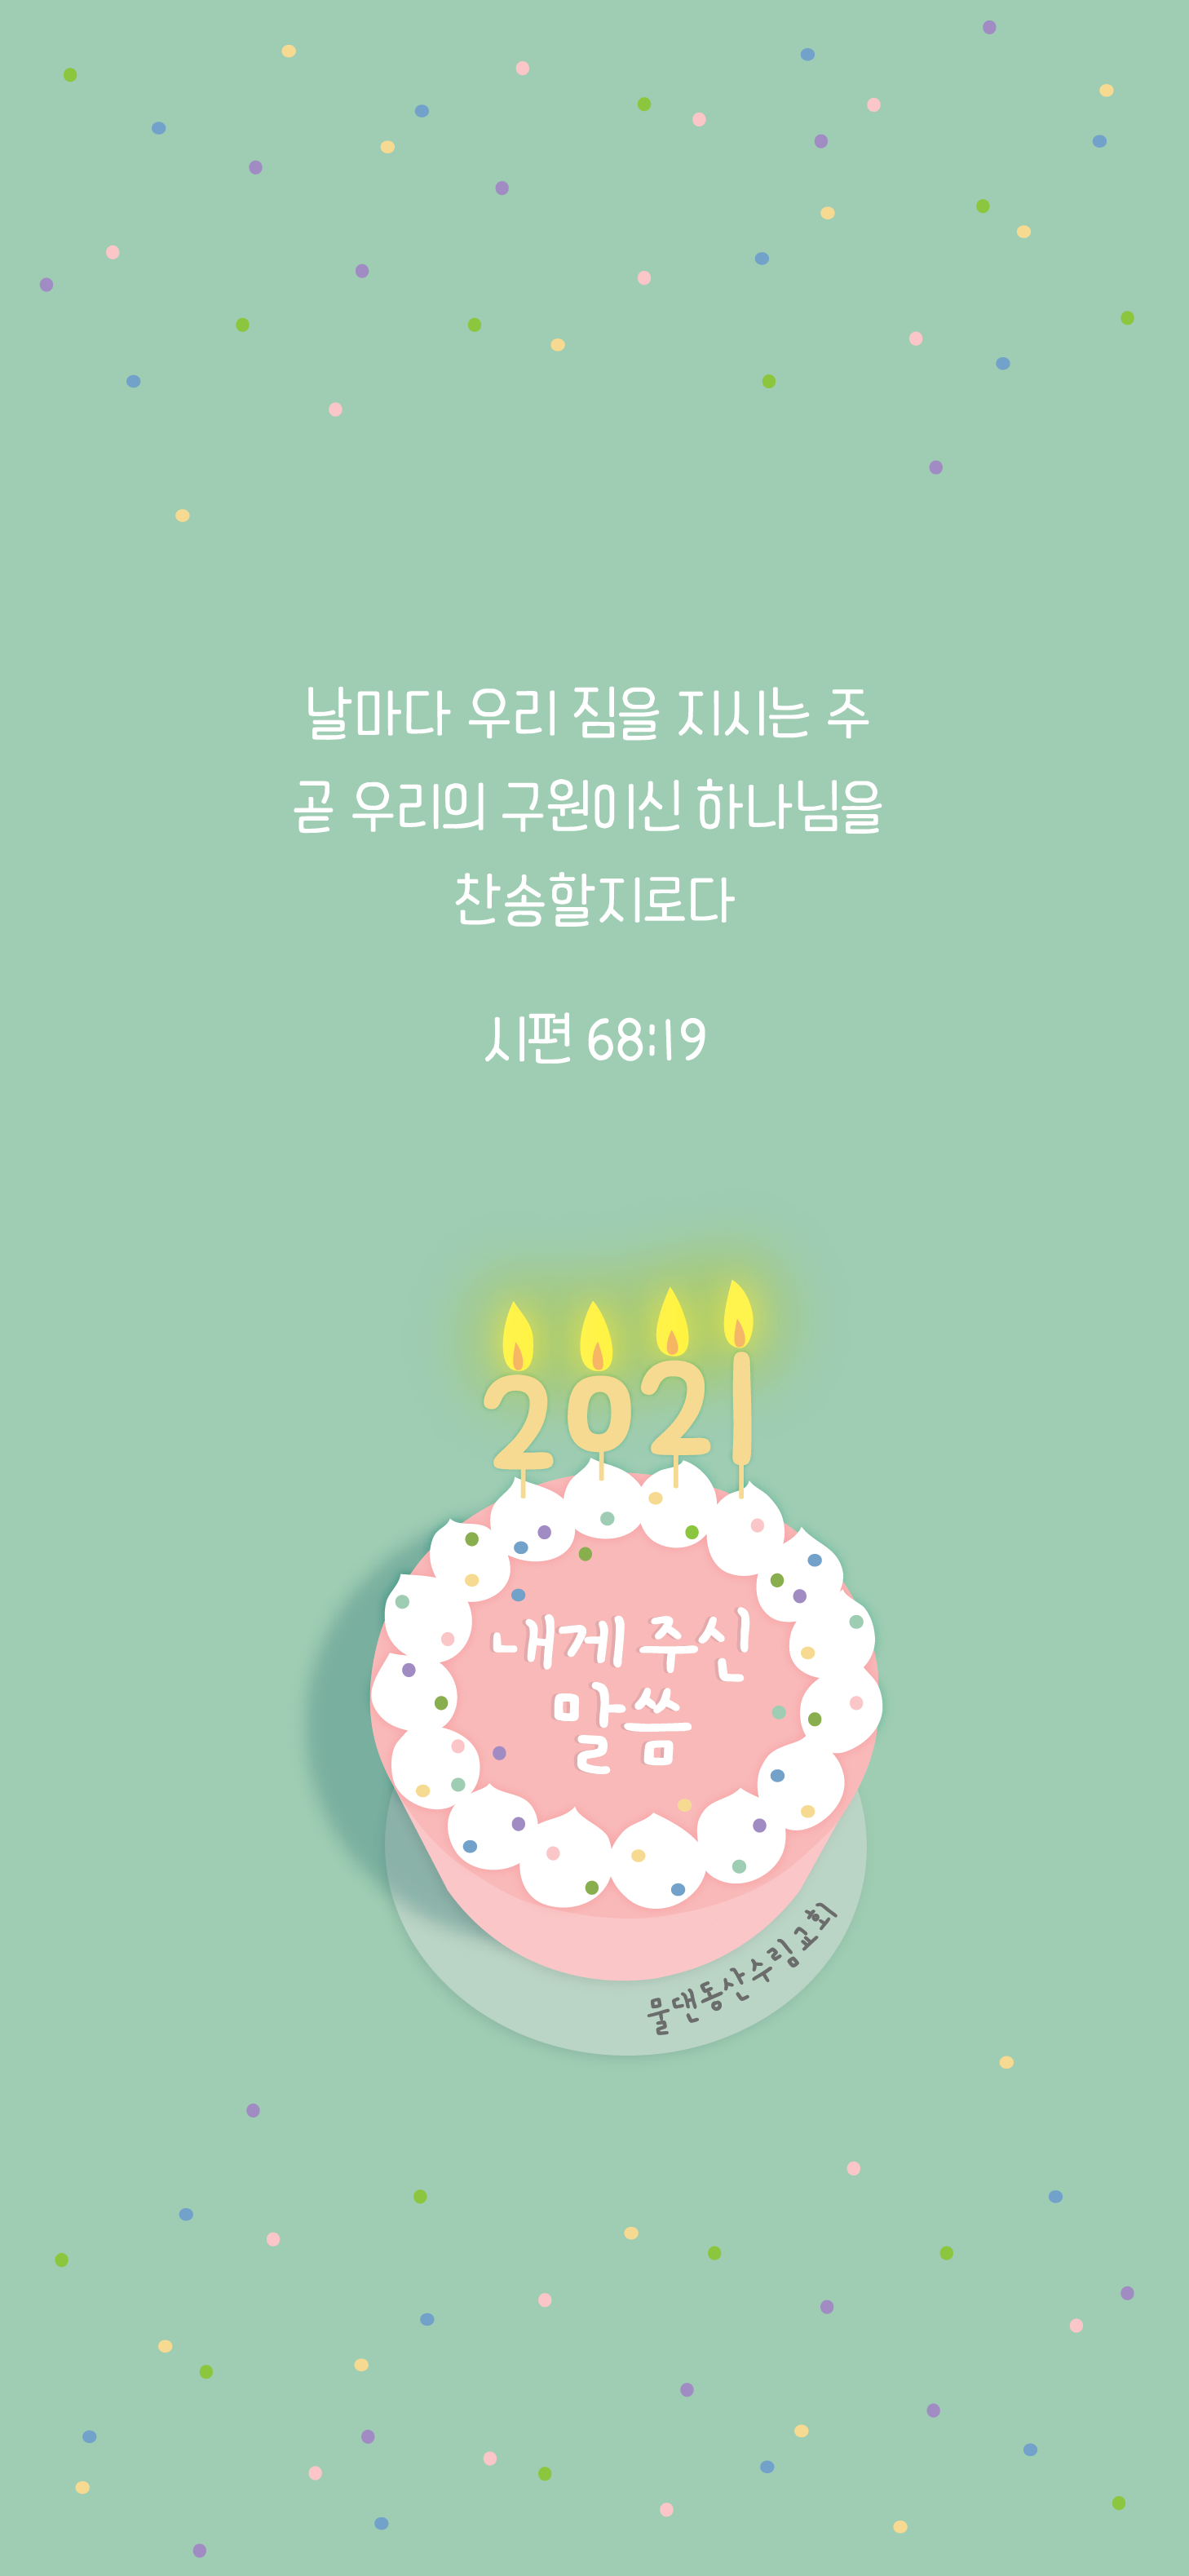 날마다 우리 짐을 지시는 주
곧 우리의 구원이신 하나님을
찬송할지로다
시편 68:19
2021
내게 주신
말씀
물댄동산수림교회